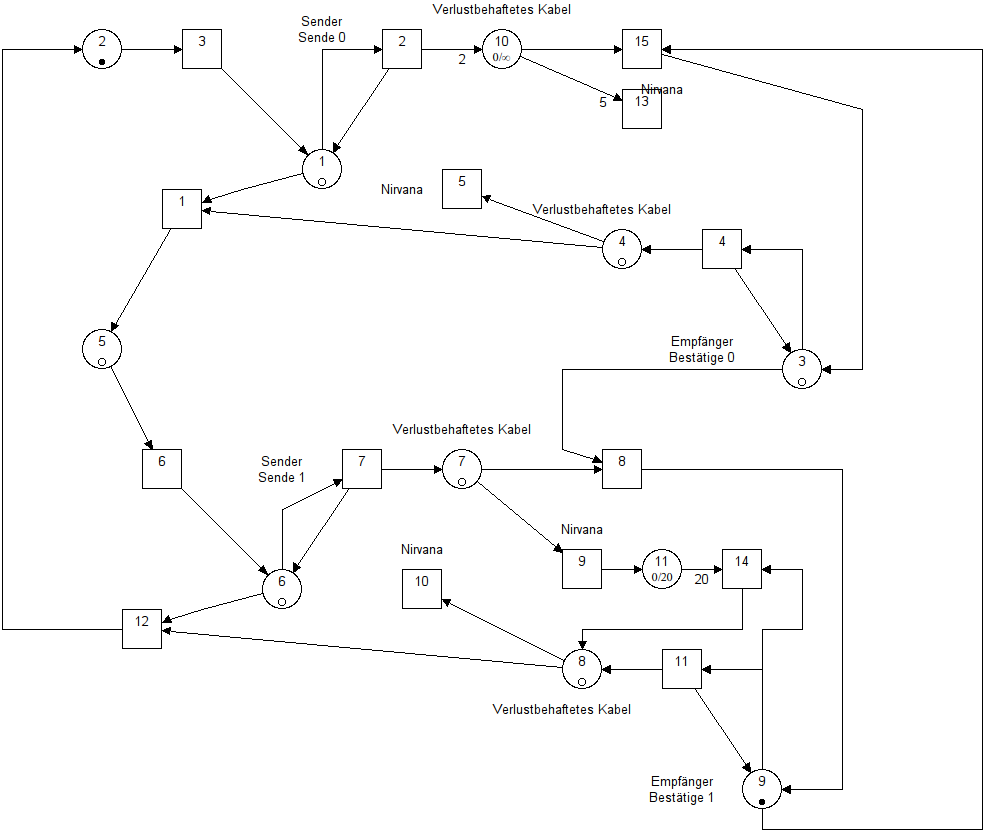 Verlustbehaftetes Kabel
Sender
Sende 0
2
3
2
2
10
0/∞
15
Nirvana
5
13
1
1
Nirvana
5
Verlustbehaftetes Kabel
4
4
5
Empfänger
Bestätige 0
3
Verlustbehaftetes Kabel
6
Sender
Sende 1
7
7
8
Nirvana
9
11
0/20
20
14
Nirvana
10
6
12
8
11
Verlustbehaftetes Kabel
Empfänger
Bestätige 1
9